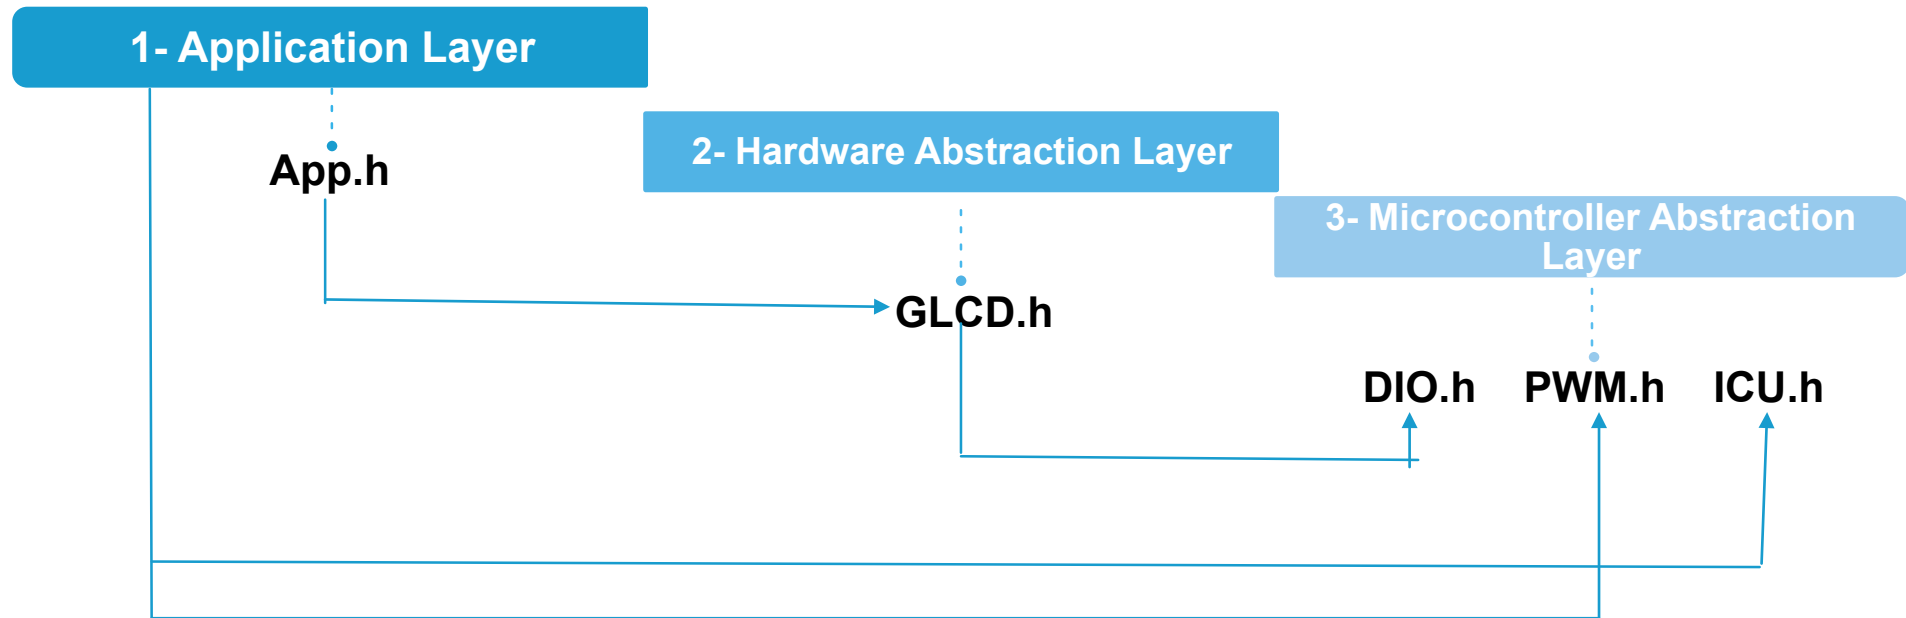 1- Application Layer
App.h
2- Hardware Abstraction Layer
GLCD.h
3- Microcontroller Abstraction
Layer
DIO.h PWM.h ICU.h